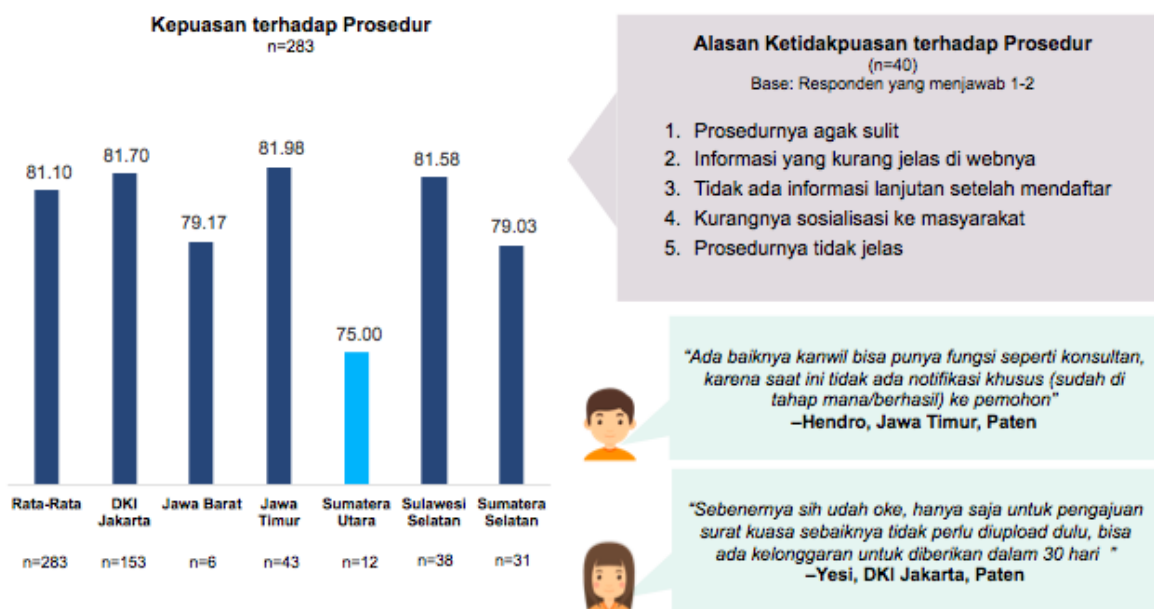 Kepuasan terhadap Prosedur
n=283
81.10
81.70
79.17
81.98
75.00
81.58
79.03
Rata-Rata
DKI
Jakarta
Jawa Barat
Jawa
Timur
Sumatera
Utara
Sulawesi
Selatan
Sumatera
Selatan
n=283
n=153
n=6
n=43
n=12
n=38
n=31
Alasan Ketidakpuasan terhadap Prosedur
(n=40)
Base: Responden yang menjawab 1-2
1. Prosedurnya agak sulit
2. Informasi yang kurang jelas di webnya
3. Tidak ada informasi lanjutan setelah mendaftar
4. Kurangnya sosialisasi ke masyarakat
5. Prosedurnya tidak jelas
“Ada baiknya kanwil bisa punya fungsi seperti konsultan,
karena saat ini tidak ada notifikasi khusus (sudah di
tahap mana/berhasil) ke pemohon”
–Hendro, Jawa Timur, Paten
“Sebenernya sih udah oke, hanya saja untuk pengajuan
surat kuasa sebaiknya tidak perlu diupload dulu, bisa
ada kelonggaran untuk diberikan dalam 30 hari ”
–Yesi, DKI Jakarta, Paten